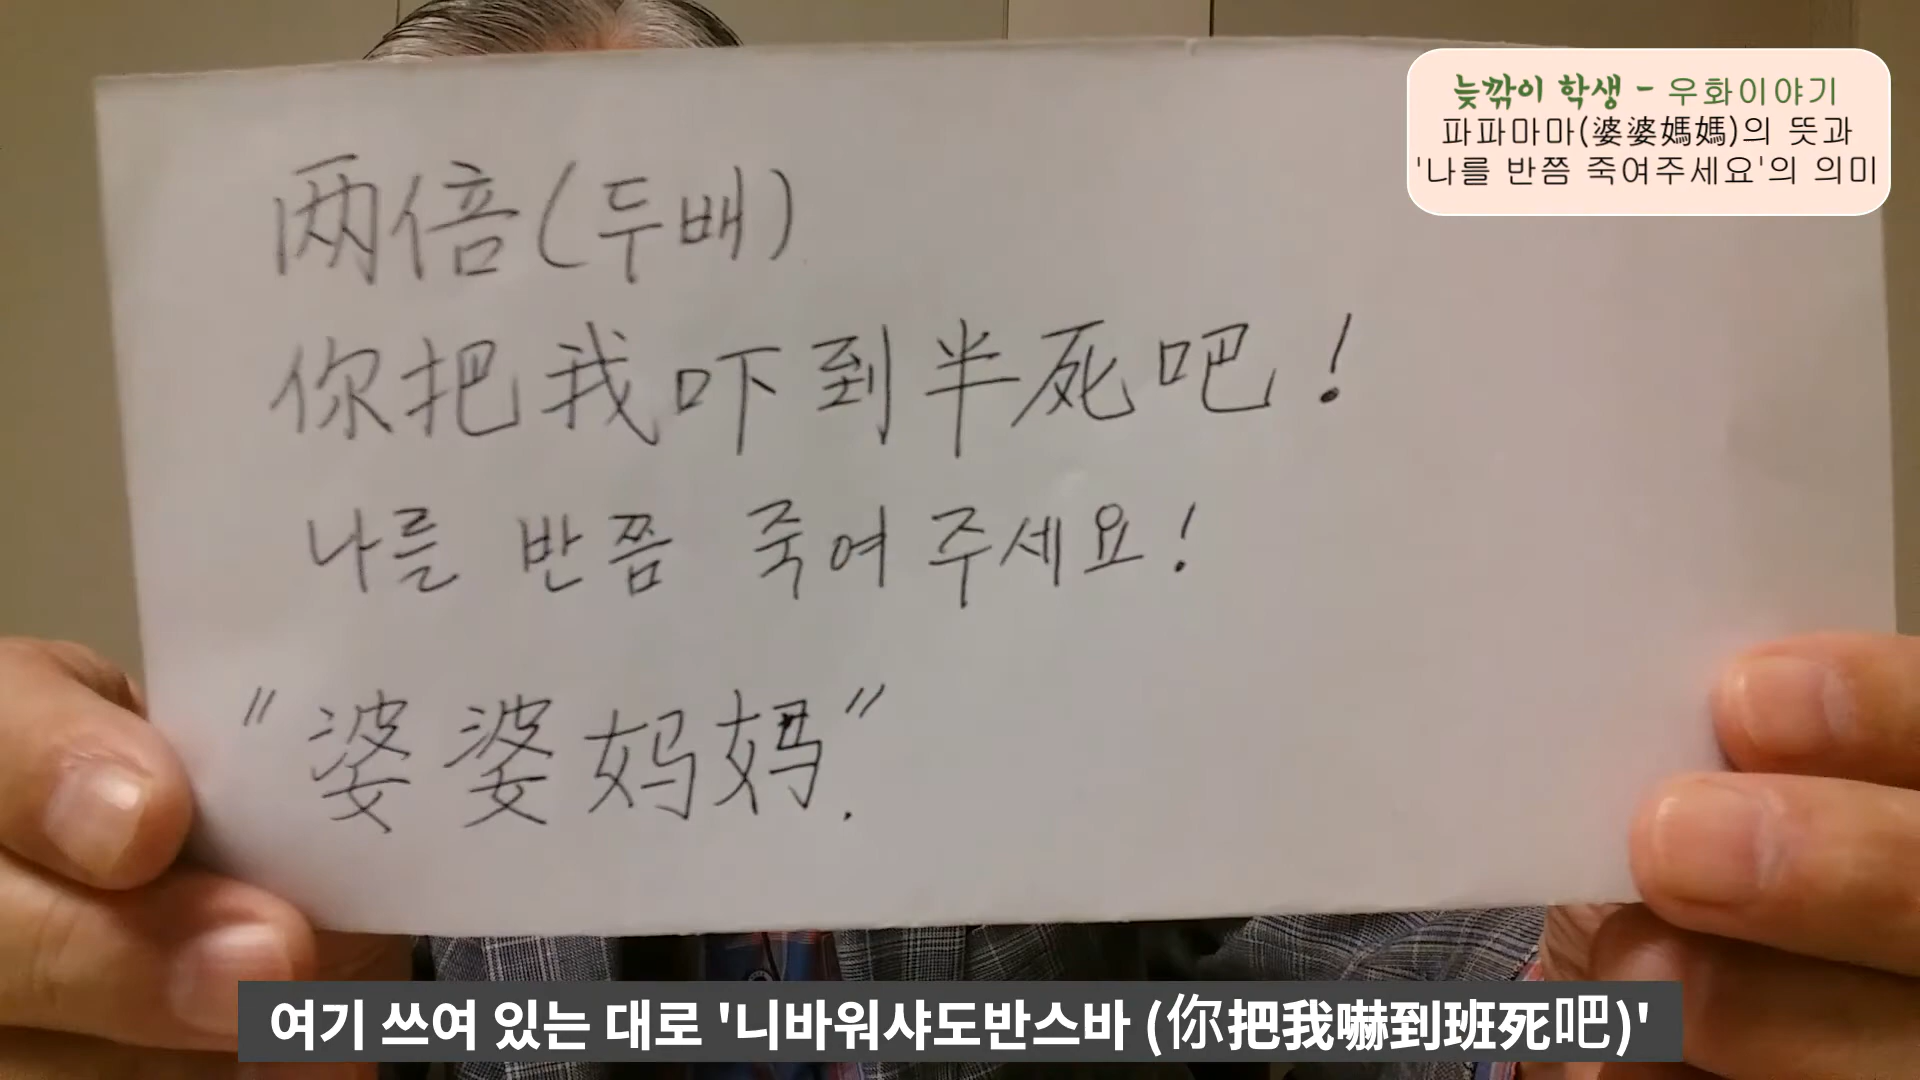 늦깎이 학생 - 우화이야기
파파마마(婆婆媽媽)의 뜻과
'나를 반쯤 죽여주세요'의 의미
两倍(두배)
你把我吓到半死吧!
나를 반쯤 죽여주세요!
"婆婆妈妈".
여기 쓰여 있는 대로 '니바워샤도반스바 (你把我嚇到班死吧)'